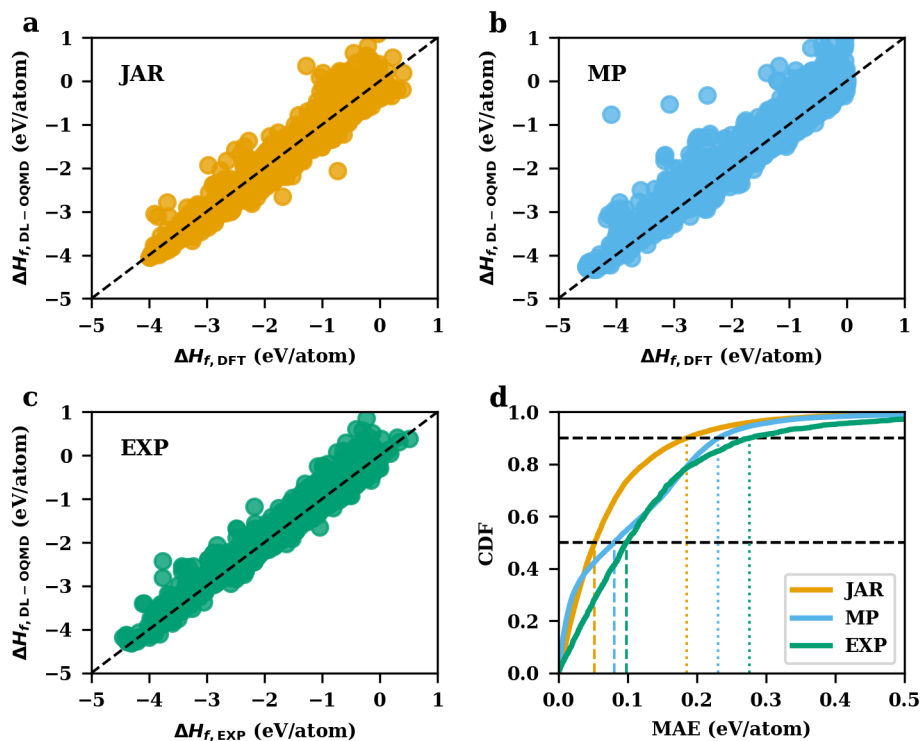 a
1
0
−1
−2
−3
−4
−5
−5 −4 −3 −2 −1 0 1
JAR
ΔH_f, DL − OQMD (eV/atom)
ΔH_f, DFT (eV/atom)
b
1
0
−1
−2
−3
−4
−5
−5 −4 −3 −2 −1 0 1
MP
ΔH_f, DL − OQMD (eV/atom)
ΔH_f, DFT (eV/atom)
c
1
0
−1
−2
−3
−4
−5
−5 −4 −3 −2 −1 0 1
EXP
ΔH_f, DL − OQMD (eV/atom)
ΔH_f, EXP (eV/atom)
d
1.0
0.8
0.6
0.4
0.2
0.0
0.0 0.1 0.2 0.3 0.4 0.5
CDF
JAR
MP
EXP
MAE (eV/atom)